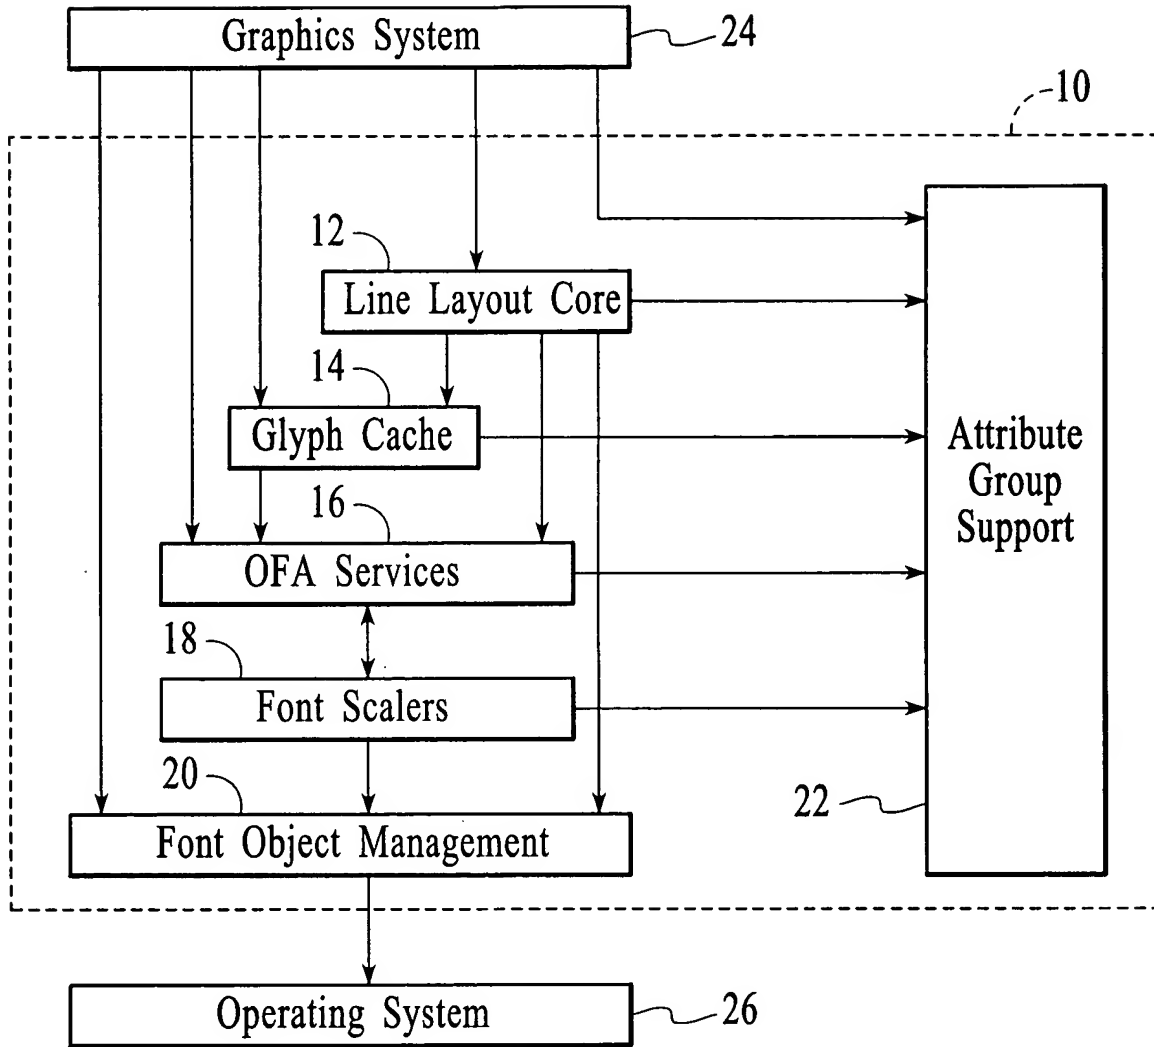 Graphics System
24
10
12
Line Layout Core
14
Glyph Cache
16
OFA Services
18
Font Scalers
20
Font Object Management
Attribute
Group
Support
22
Operating System
26